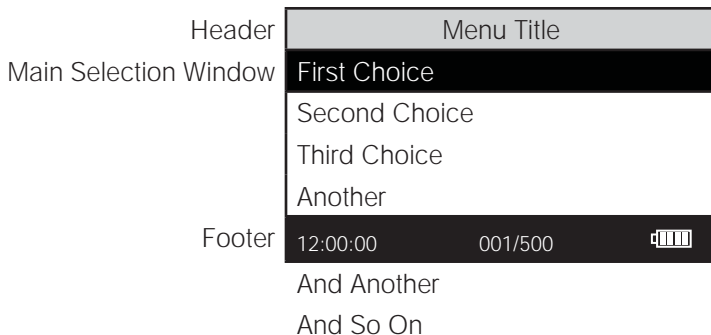 Header Menu Title
Main Selection Window First Choice
Second Choice
Third Choice
Another
Footer 12:00:00 001/500
And Another
And So On